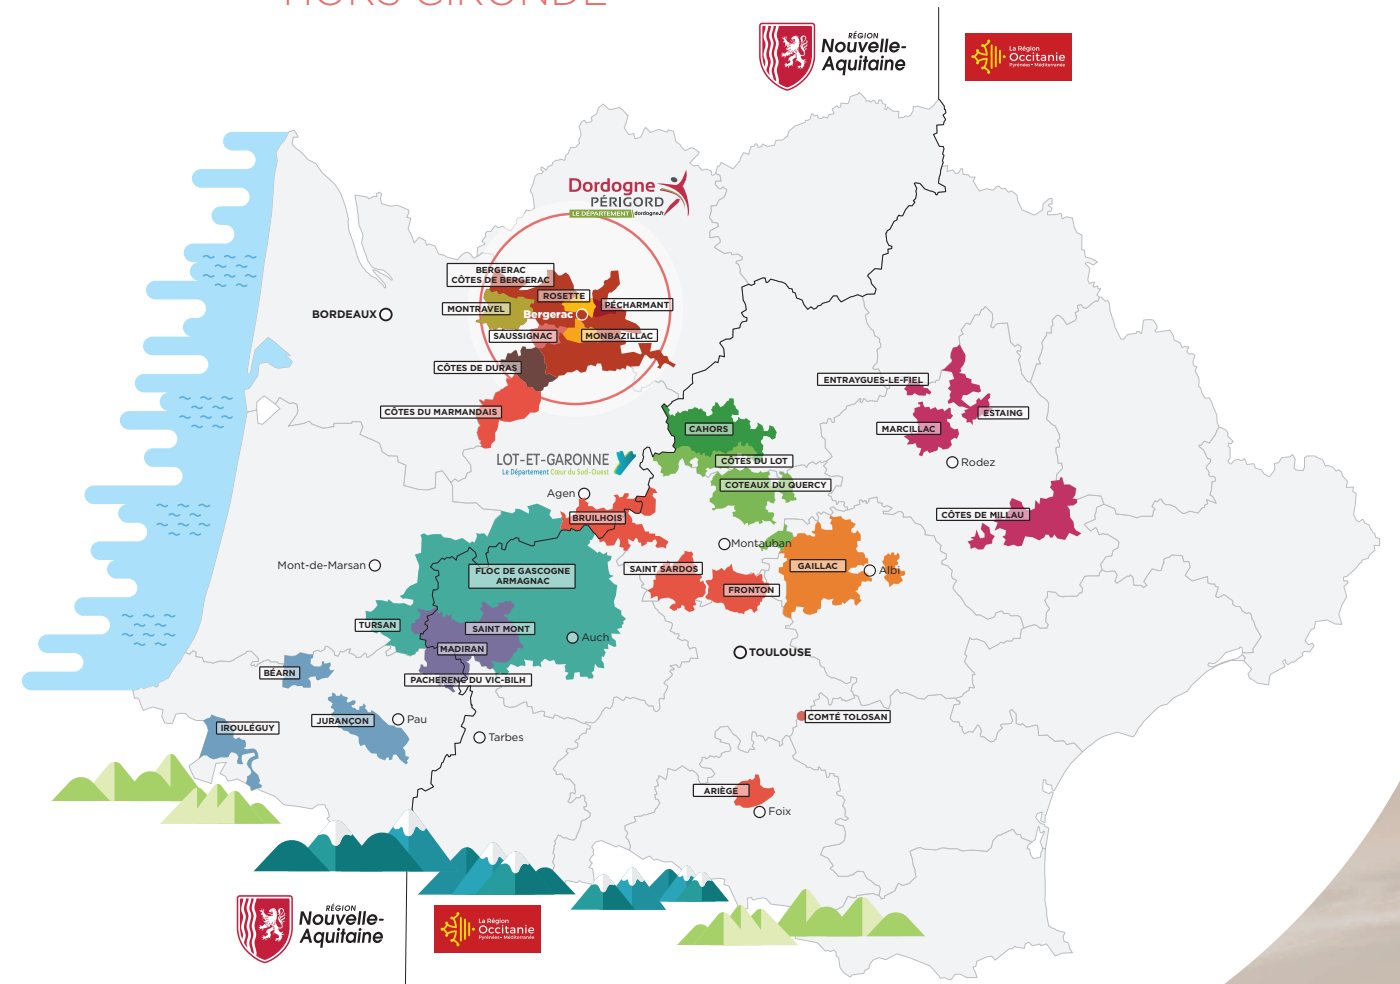 HORS GIRONDE
RÉGION
Nouvelle-
Aquitaine
La Région
Occitanie
Pyrénées - Méditerranée
Dordogne
PÉRIGORD
LE DÉPARTEMENT
dordogne.fr
BERGERAC
CÔTES DE BERGERAC
ROSETTE
MONTRAVEL
PÉCHARMANT
BORDEAUX
Bergerac
SAUSSIGNAC
MONBAZILLAC
CÔTES DE DURAS
ENTRAYGUES-LE-FIEL
CÔTES DU MARMANDAIS
ESTAING
CAHORS
MARCILLAC
LOT-ET-GARONNE
Le Département Cœur du Sud-Ouest
CÔTES DU LOT
Rodez
COTEAUX DU QUERCY
Agen
BRUILHOIS
CÔTES DE MILLAU
Montauban
Mont-de-Marsan
FLOC DE GASCOGNE
ARMAGNAC
SAINT SARDOS
GAILLAC
Albi
FRONTON
TURSAN
SAINT MONT
Auch
MADIRAN
TOULOUSE
BÉARN
PACHERENC DU VIC-BILH
JURANÇON
Pau
COMTÉ TOLOSAN
IROULÉGUY
Tarbes
ARIÈGE
Foix
RÉGION
Nouvelle-
Aquitaine
La Région
Occitanie
Pyrénées - Méditerranée